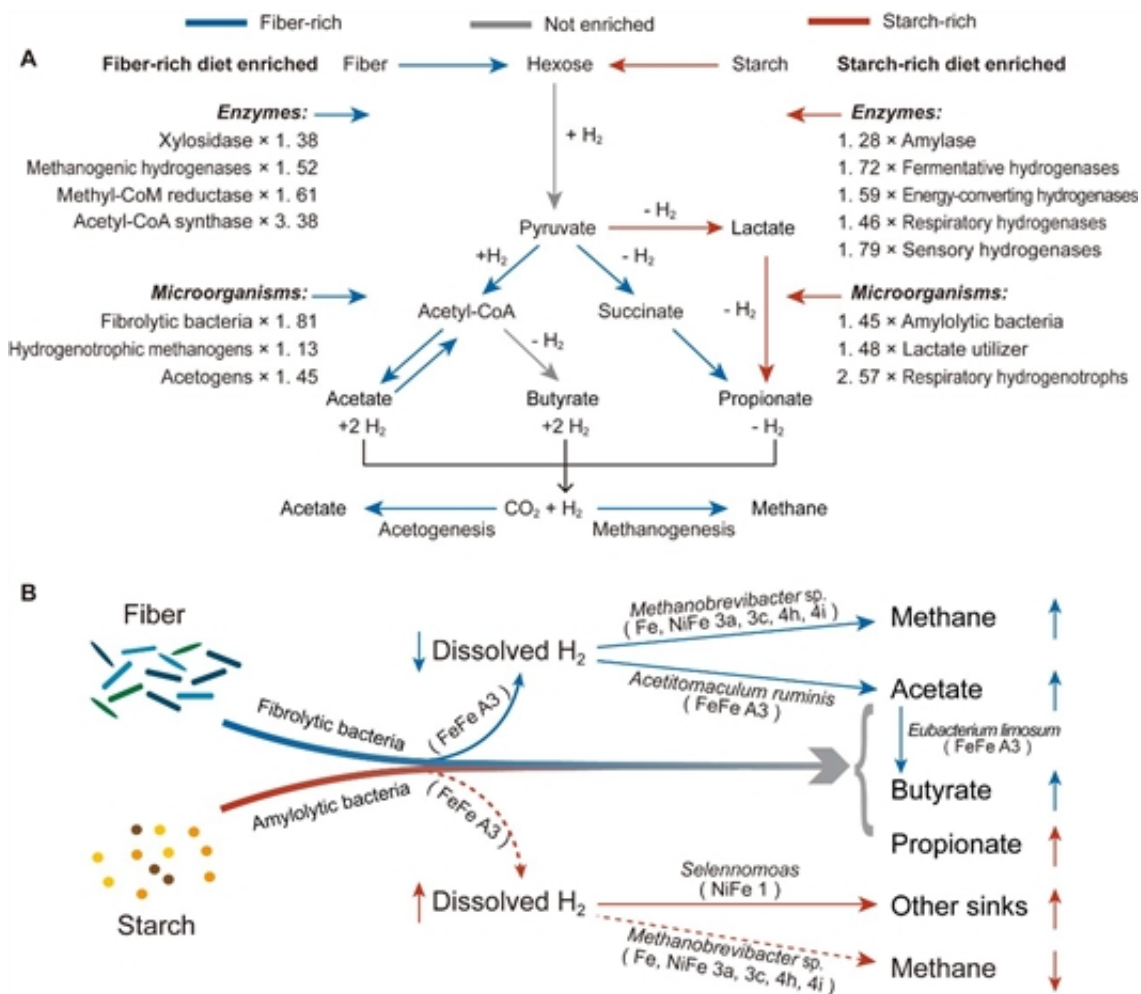 Fiber-rich
Not enriched
Starch-rich
A
Fiber-rich diet enriched
Fiber
Hexose
Starch
Starch-rich diet enriched
Enzymes:
Xylosidase × 1. 38
Methanogenic hydrogenases × 1. 52
Methyl-CoM reductase × 1. 61
Acetyl-CoA synthase × 3. 38
Microorganisms:
Fibrolytic bacteria × 1. 81
Hydrogenotrophic methanogens × 1. 13
Acetogens × 1. 45
+ H₂
Pyruvate
- H₂
Lactate
+H₂
- H₂
Acetyl-CoA
Succinate
- H₂
- H₂
Acetate
Butyrate
Propionate
+2 H₂
+2 H₂
- H₂
Acetate
CO₂ + H₂
Methane
Acetogenesis
Methanogenesis
Enzymes:
1. 28 × Amylase
1. 72 × Fermentative hydrogenases
1. 59 × Energy-converting hydrogenases
1. 46 × Respiratory hydrogenases
1. 79 × Sensory hydrogenases
Microorganisms:
1. 45 × Amylolytic bacteria
1. 48 × Lactate utilizer
2. 57 × Respiratory hydrogenotrophs
B
Fiber
Fibrolytic bacteria
( FeFe A3 )
Dissolved H₂
Methanobrevibacter sp.
( Fe, NiFe 3a, 3c, 4h, 4i )
Methane
Acetitomaculum ruminis
( FeFe A3 )
Acetate
Eubacterium limosum
( FeFe A3 )
Butyrate
Propionate
Amylolytic bacteria
( FeFe A3 )
Starch
Dissolved H₂
Selennomoas
( NiFe 1 )
Other sinks
Methanobrevibacter sp.
( Fe, NiFe 3a, 3c, 4h, 4i )
Methane